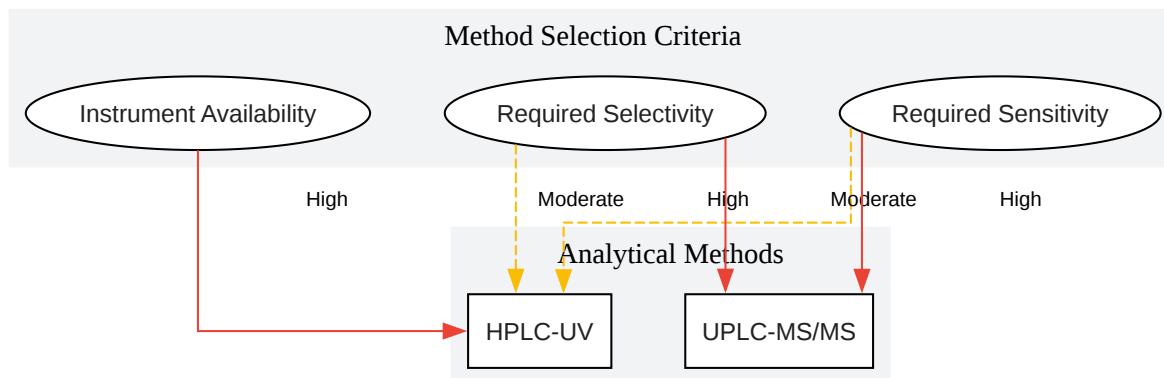 Method Selection Criteria
Instrument Availability
Required Selectivity
Required Sensitivity
High
Moderate
High
Moderate
High
Analytical Methods
HPLC-UV
UPLC-MS/MS